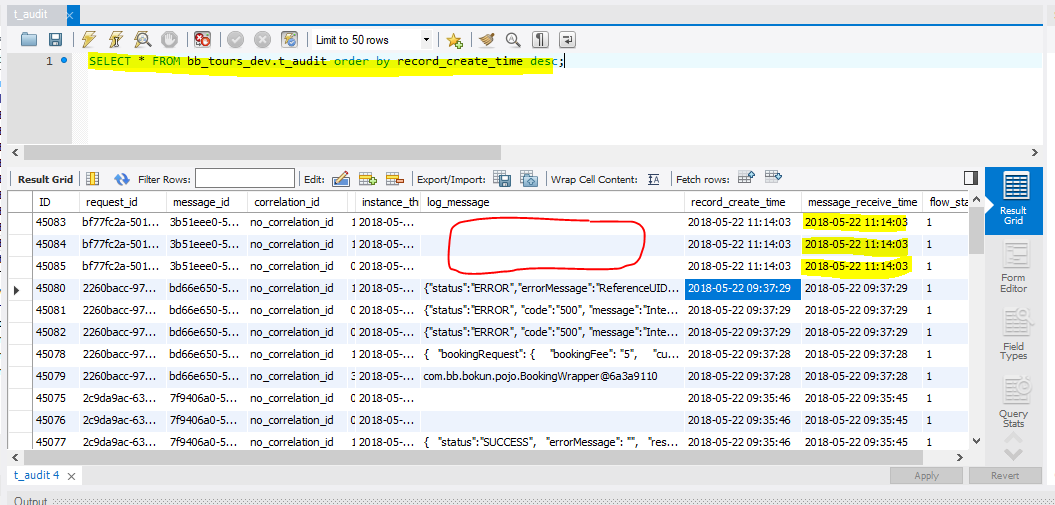 t_audit
Limit to 50 rows
1 SELECT * FROM bb_tours_dev.t_audit order by record_create_time desc;
Result Grid Filter Rows: Edit: Export/Import: Wrap Cell Content: Fetch rows:
ID request_id message_id correlation_id instance_the log_message record_create_time message_receive_time flow_sta
45083 bf77fc2a-501... 3b51eee0-5... no_correlation_id 1 2018-05-... 2018-05-22 11:14:03 2018-05-22 11:14:03 1
45084 bf77fc2a-501... 3b51eee0-5... no_correlation_id 1 2018-05-... 2018-05-22 11:14:03 2018-05-22 11:14:03 1
45085 bf77fc2a-501... 3b51eee0-5... no_correlation_id 0 2018-05-... 2018-05-22 11:14:03 2018-05-22 11:14:03 1
45080 2260bacc-97... bd66e650-5... no_correlation_id 1 2018-05-... {"status":"ERROR","errorMessage":"ReferenceUID... 2018-05-22 09:37:29 2018-05-22 09:37:29 1
45081 2260bacc-97... bd66e650-5... no_correlation_id 0 2018-05-... {"status":"ERROR", "code":"500", "message":"Inte... 2018-05-22 09:37:29 2018-05-22 09:37:29 1
45082 2260bacc-97... bd66e650-5... no_correlation_id 0 2018-05-... {"status":"ERROR", "code":"500", "message":"Inte... 2018-05-22 09:37:29 2018-05-22 09:37:29 1
45078 2260bacc-97... bd66e650-5... no_correlation_id 1 2018-05-... { "bookingRequest": { "bookingFee": "5", "cu... 2018-05-22 09:37:28 2018-05-22 09:37:28 1
45079 2260bacc-97... bd66e650-5... no_correlation_id 3 2018-05-... com.bb.bokun.pojo.BookingWrapper@6a3a9110 2018-05-22 09:37:28 2018-05-22 09:37:28 1
45075 2c9da9ac-63... 7f9406a0-5... no_correlation_id 0 2018-05-... 2018-05-22 09:35:45 2018-05-22 09:35:45 1
45076 2c9da9ac-63... 7f9406a0-5... no_correlation_id 0 2018-05-... 2018-05-22 09:35:46 2018-05-22 09:35:45 1
45077 2c9da9ac-63... 7f9406a0-5... no_correlation_id 0 2018-05-... { "status":"SUCCESS", "errorMessage": "", "res... 2018-05-22 09:35:46 2018-05-22 09:35:45 1
Result
Grid
Form
Editor
Field
Types
Query
Stats
t_audit 4
Apply
Revert
Output